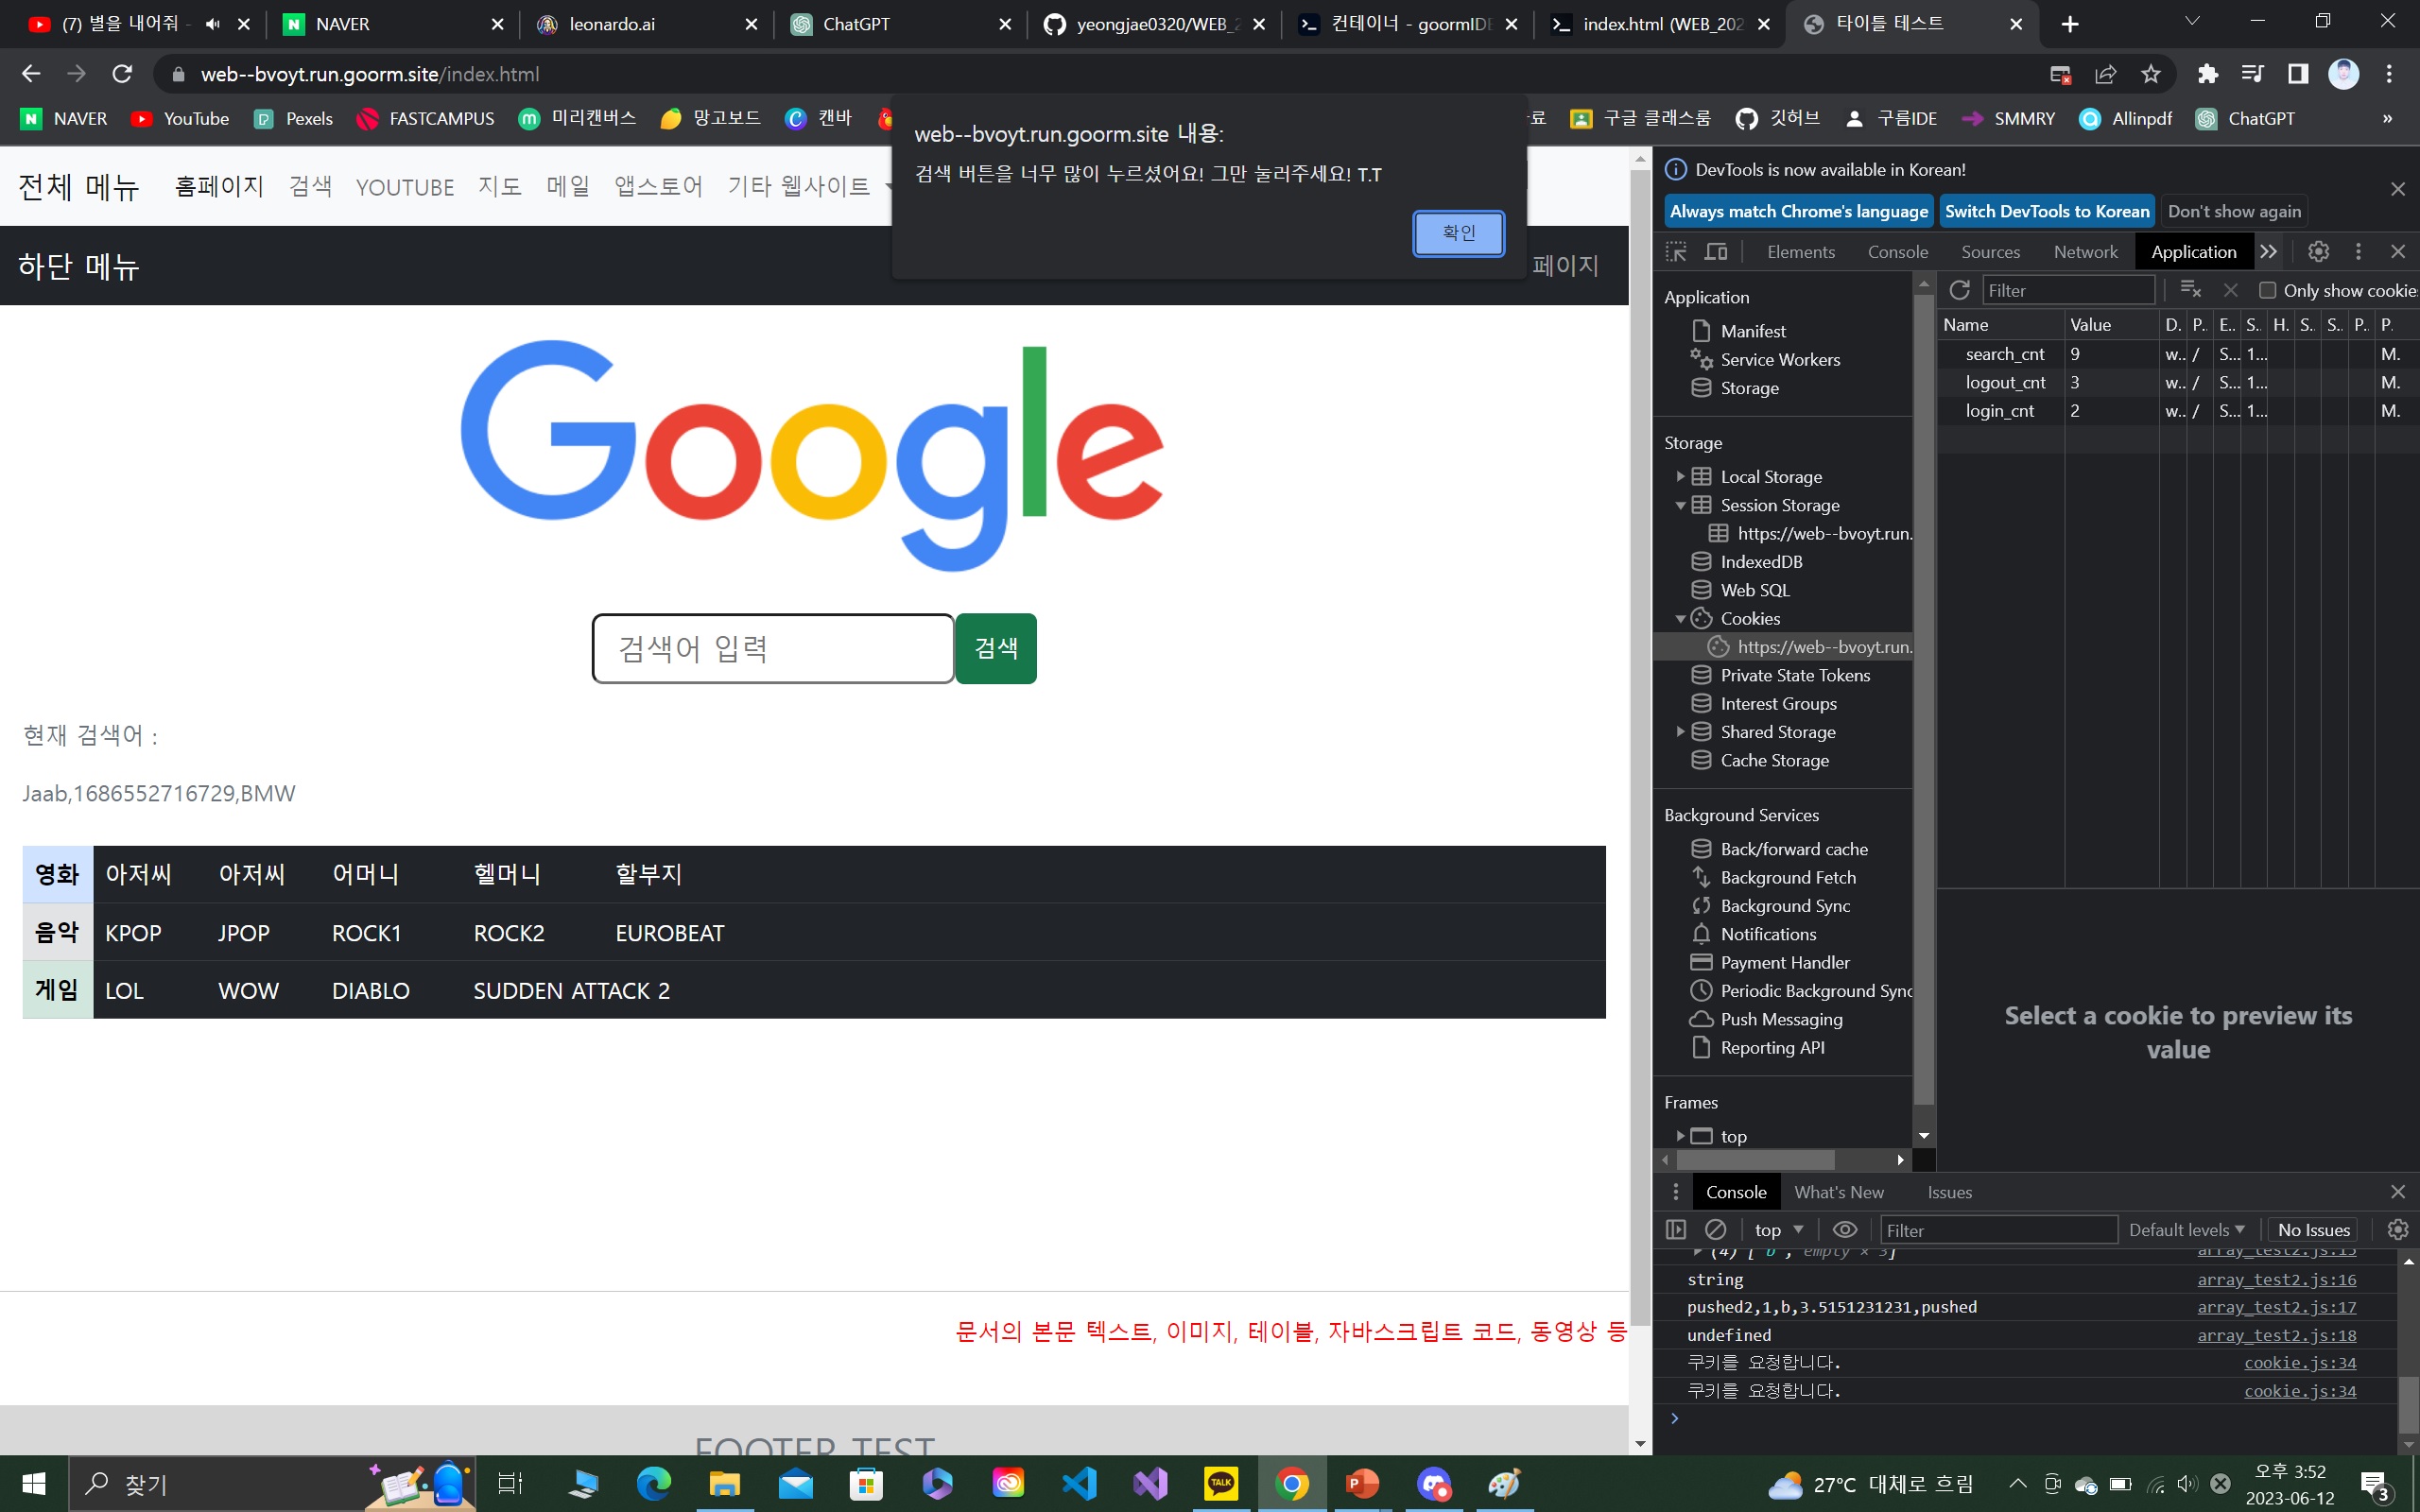 (7) 별을 내어줘 -
NAVER
leonardo.ai
ChatGPT
yeongjae0320/WEB_2
컨테이너 - goormIDE
index.html (WEB_202
타이틀 테스트
web--bvoyt.run.goorm.site/index.html
NAVER
YouTube
Pexels
FASTCAMPUS
미리캔버스
망고보드
캔바
구글 클래스룸
깃허브
구름IDE
SMMRY
Allinpdf
ChatGPT
»
web--bvoyt.run.goorm.site 내용:
검색 버튼을 너무 많이 누르셨어요! 그만 눌러주세요! T.T
확인
전체 메뉴 홈페이지 검색 YOUTUBE 지도 메일 앱스토어 기타 웹사이트
하단 메뉴
페이지
Google
검색어 입력
검색
현재 검색어 :
Jaab,1686552716729,BMW
영화 아저씨 아저씨 어머니 헬머니 할부지
음악 KPOP JPOP ROCK1 ROCK2 EUROBEAT
게임 LOL WOW DIABLO SUDDEN ATTACK 2
문서의 본문 텍스트, 이미지, 테이블, 자바스크립트 코드, 동영상 등
FOOTER TEST
DevTools is now available in Korean!
Always match Chrome's language
Switch DevTools to Korean
Don't show again
Elements Console Sources Network Application
Application
Manifest
Service Workers
Storage
Storage
Local Storage
Session Storage
https://web--bvoyt.run.
IndexedDB
Web SQL
Cookies
https://web--bvoyt.run.
Private State Tokens
Interest Groups
Shared Storage
Cache Storage
Background Services
Back/forward cache
Background Fetch
Background Sync
Notifications
Payment Handler
Periodic Background Sync
Push Messaging
Reporting API
Frames
top
Filter
Only show cookie
Name Value D. P. E.. S.. H. S.. S.. P.. P.
search_cnt 9 w.. / S... 1... M.
logout_cnt 3 w.. / S... 1... M.
login_cnt 2 w.. / S... 1... M.
Select a cookie to preview its
value
Console What's New Issues
top
Filter
Default levels
No Issues
(4) ['b', empty × 3] array_test2.js:15
string array_test2.js:16
pushed2,1,b,3.5151231231,pushed array_test2.js:17
undefined array_test2.js:18
쿠키를 요청합니다. cookie.js:34
쿠키를 요청합니다. cookie.js:34
찾기
TALK
27°C 대체로 흐림
오후 3:52
2023-06-12
3